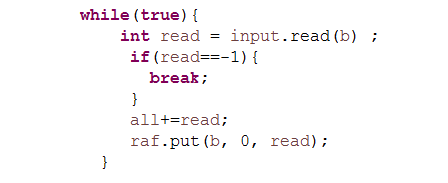 while(true){
int read = input.read(b) ;
if(read==-1){
break;
}
all+=read;
raf.put(b, 0, read);
}